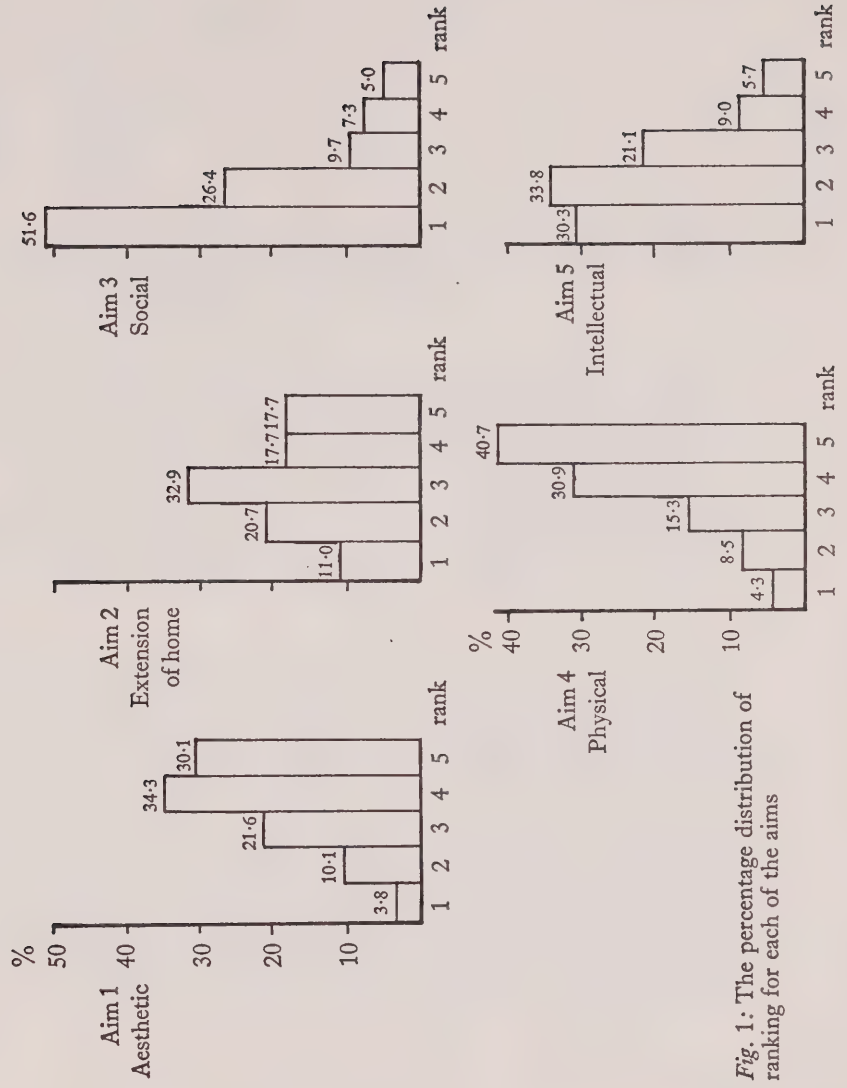 Aim 1
Aesthetic
%
50
40
30
20
10
3·8
10·1
21·6
34·3
30·1
1 2 3 4 5 rank
Aim 2
Extension
of home
11·0
20·7
32·9
17·7 17·7
1 2 3 4 5 rank
Aim 3
Social
51·6
26·4
9·7
7·3
5·0
1 2 3 4 5 rank
Aim 4
Physical
%
40
30
20
10
4·3
8·5
15·3
30·9
40·7
1 2 3 4 5 rank
Aim 5
Intellectual
30·3
33·8
21·1
9·0
5·7
1 2 3 4 5 rank
Fig. 1: The percentage distribution of
ranking for each of the aims